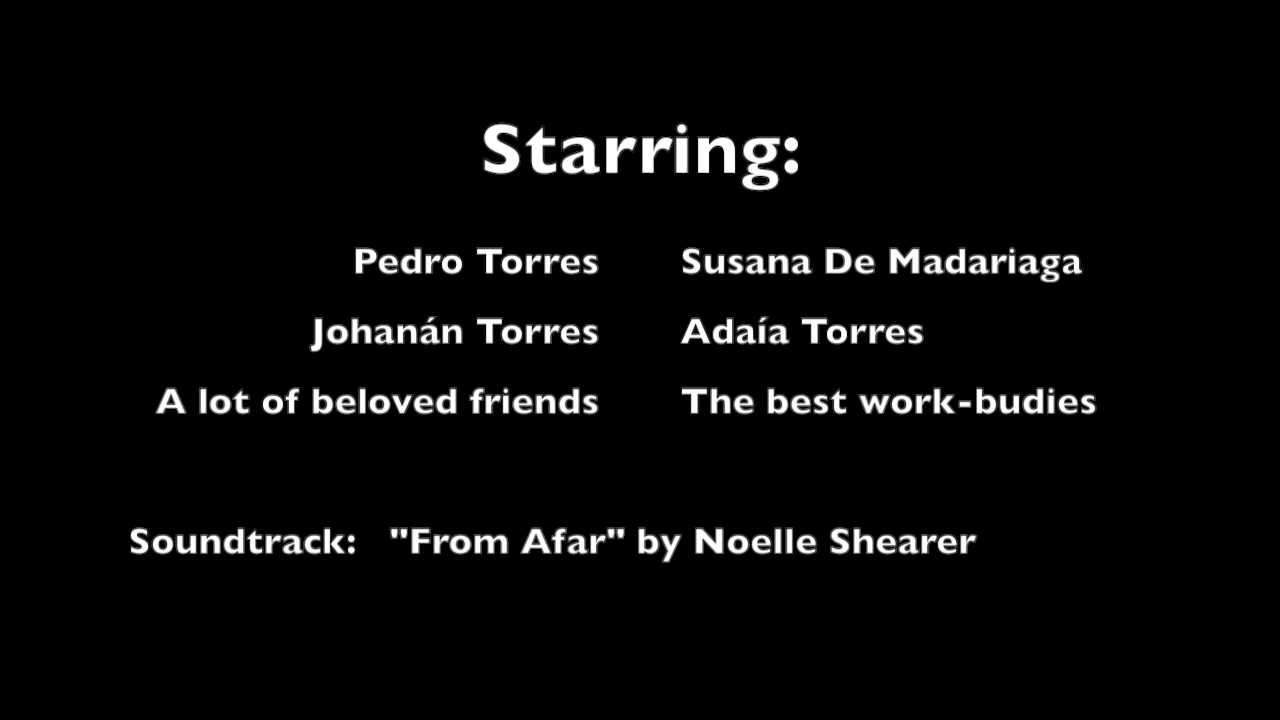 Starring:
Pedro Torres Susana De Madariaga
Johanán Torres Adaía Torres
A lot of beloved friends The best work-budies
Soundtrack: "From Afar" by Noelle Shearer